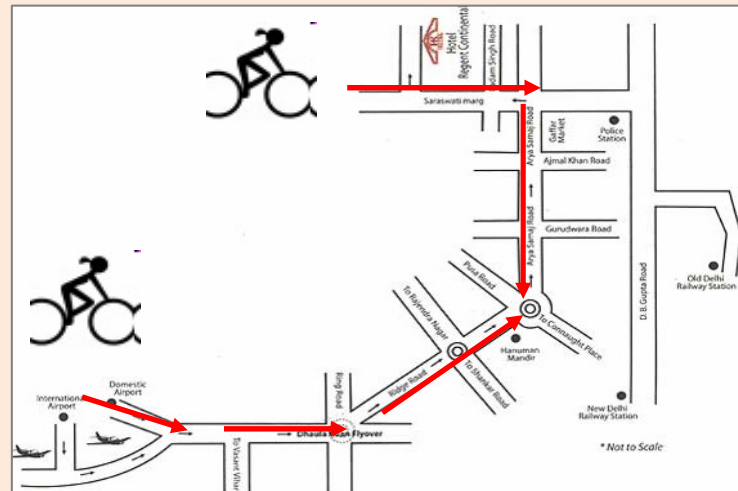 Hotel
Regent Continental
Saraswati marg
Arya Samaj Road
Gaffar
Market
Police
Station
Ajmal Khan Road
Gurudwara Road
Arya Samaj Road
Pusa Road
To Rajendra Nagar
D.B.Gupta Road
Old Delhi
Railway Station
To Connaught Place
Hanuman
Mandir
To Shankar Road
Ridge Road
Ring Road
New Delhi
Railway Station
Domestic
Airport
International
Airport
Flyover
To Vasant Vihar
* Not to Scale